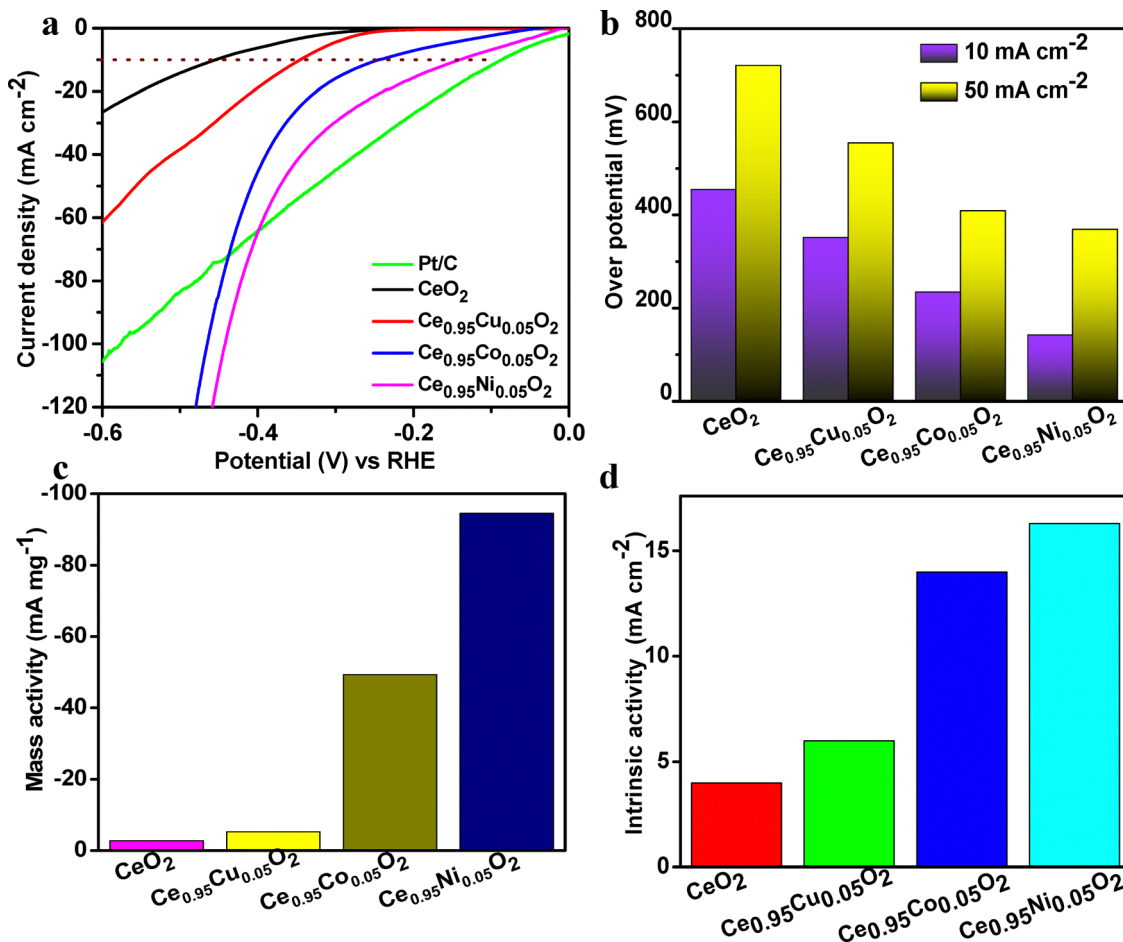 a
Current density (mA cm-2)
0
-20
-40
-60
-80
-100
-120
-0.6
-0.4
-0.2
0.0
Potential (V) vs RHE
Pt/C
CeO2
Ce0.95Cu0.05O2
Ce0.95Co0.05O2
Ce0.95Ni0.05O2
b
Over potential (mV)
800
600
400
200
0
10 mA cm-2
50 mA cm-2
CeO2
Ce0.95Cu0.05O2
Ce0.95Co0.05O2
Ce0.95Ni0.05O2
c
Mass activity (mA mg-1)
-100
-80
-60
-40
-20
0
CeO2
Ce0.95Cu0.05O2
Ce0.95Co0.05O2
Ce0.95Ni0.05O2
d
Intrinsic activity (mA cm-2)
15
10
5
0
CeO2
Ce0.95Cu0.05O2
Ce0.95Co0.05O2
Ce0.95Ni0.05O2